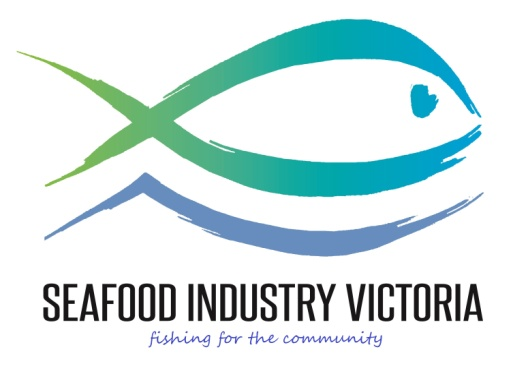 SEAFOOD INDUSTRY VICTORIA
fishing for the community